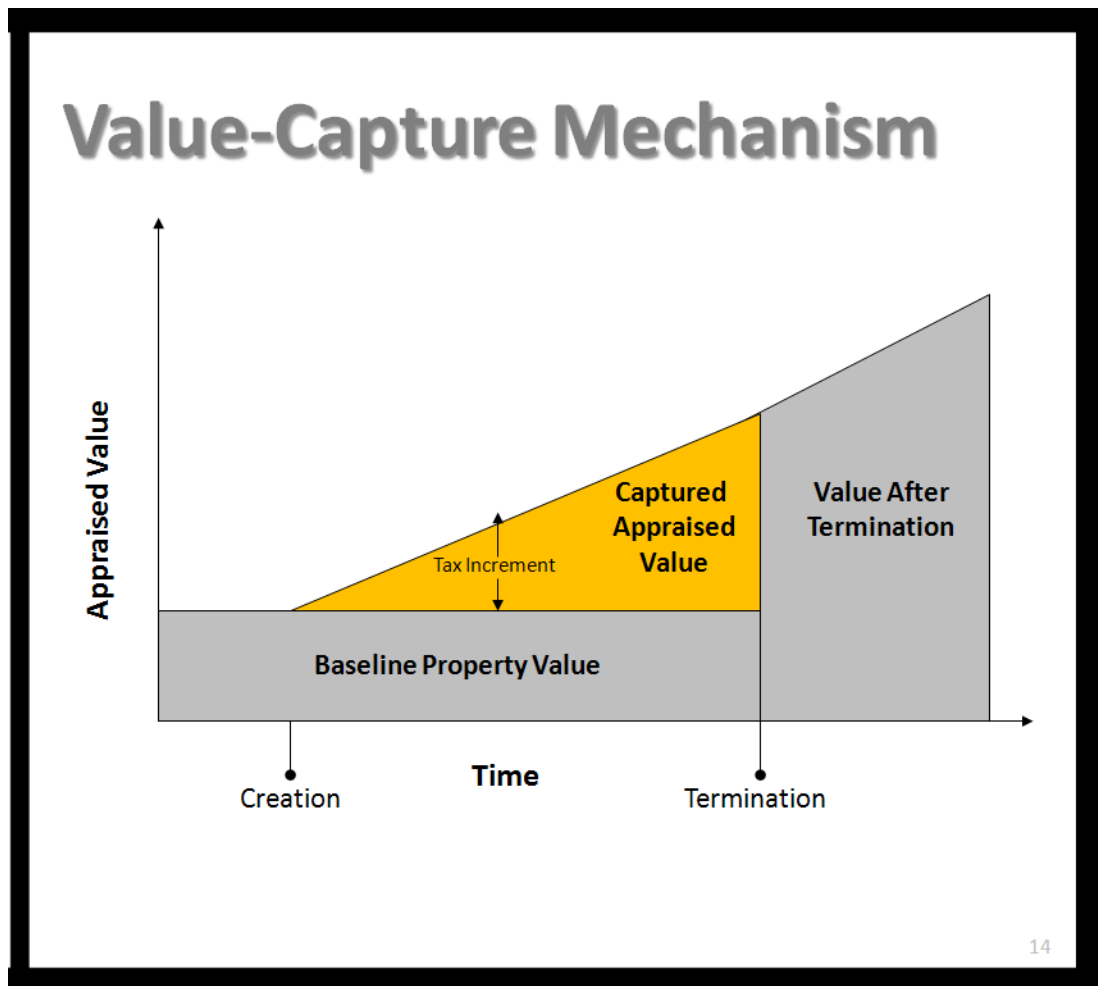 Value-Capture Mechanism
Appraised Value
Captured
Appraised
Value
Value After
Termination
Tax Increment
Baseline Property Value
Time
Creation
Termination
14